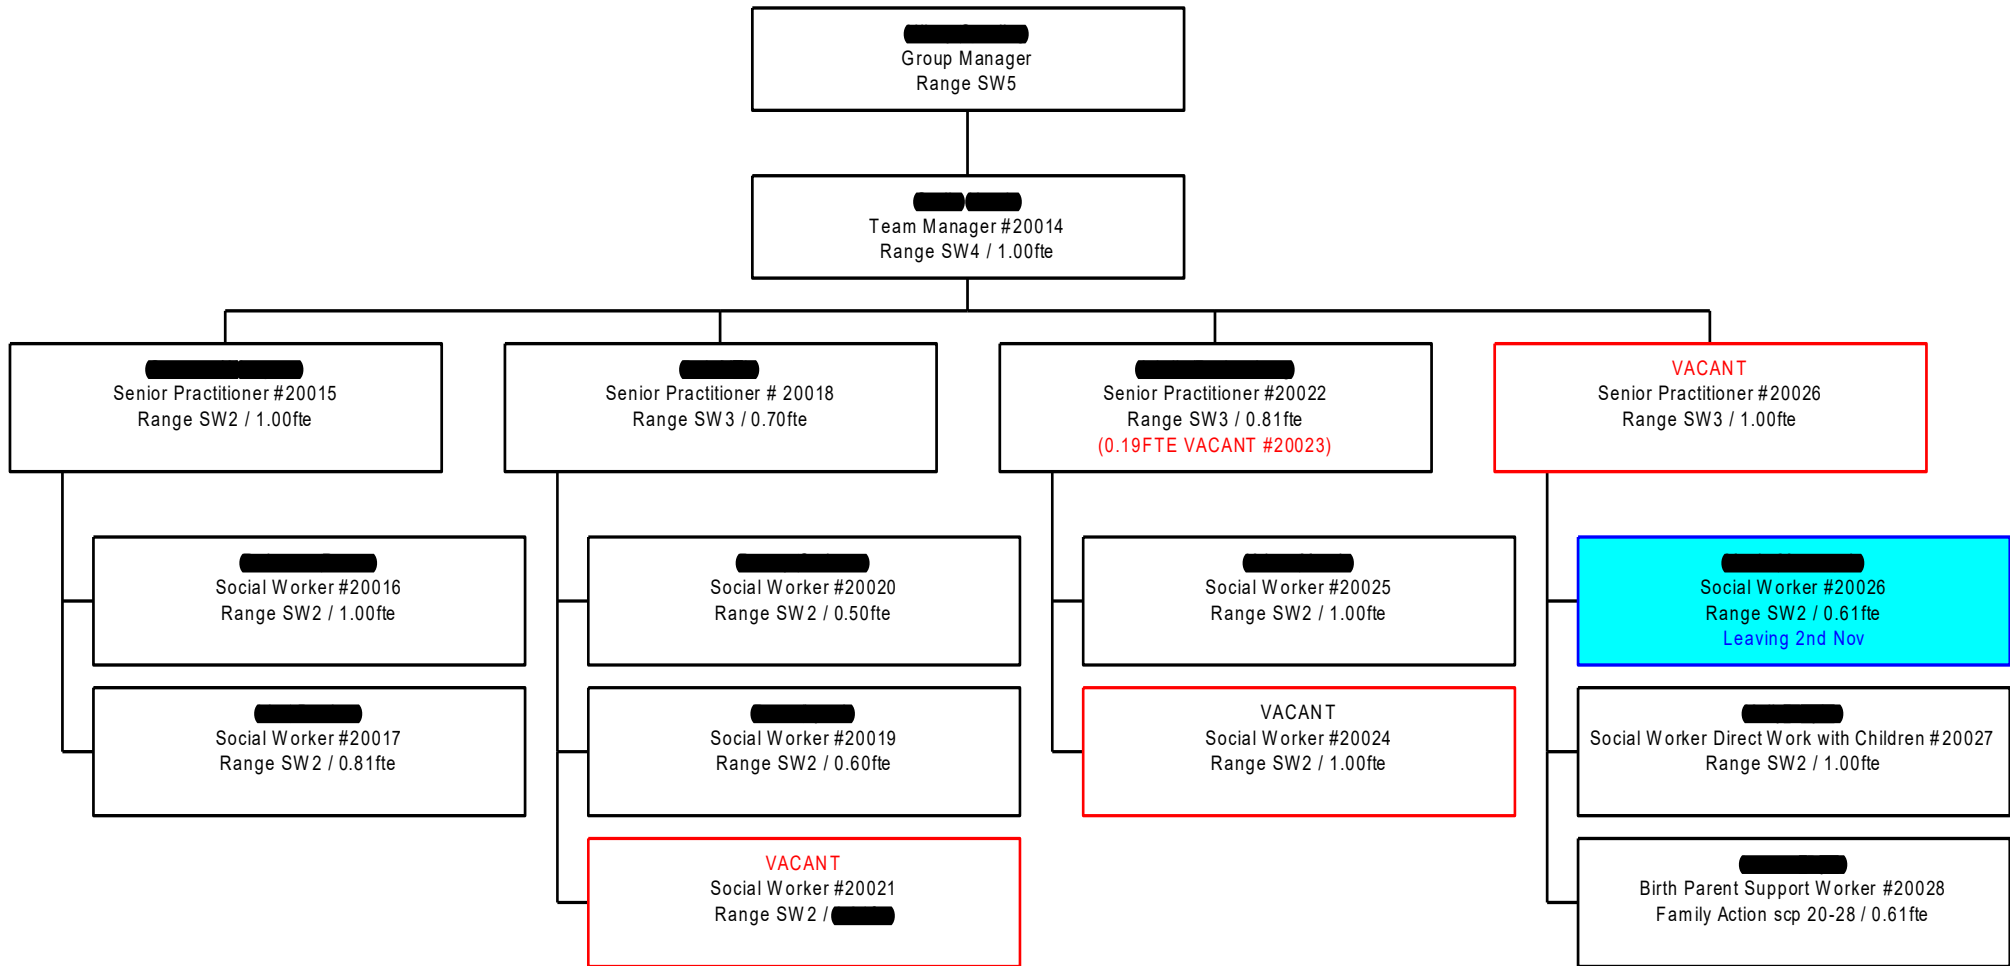 Group Manager
Range SW5
Team Manager #20014
Range SW4 / 1.00fte
Senior Practitioner #20015
Range SW2 / 1.00fte
Senior Practitioner # 20018
Range SW3 / 0.70fte
Senior Practitioner #20022
Range SW3 / 0.81fte
(0.19FTE VACANT #20023)
VACANT
Senior Practitioner #20026
Range SW3 / 1.00fte
Social Worker #20016
Range SW2 / 1.00fte
Social Worker #20017
Range SW2 / 0.81fte
Social Worker #20020
Range SW2 / 0.50fte
Social Worker #20019
Range SW2 / 0.60fte
VACANT
Social Worker #20021
Range SW2 /
Social Worker #20025
Range SW2 / 1.00fte
VACANT
Social Worker #20024
Range SW2 / 1.00fte
Social Worker #20026
Range SW2 / 0.61fte
Leaving 2nd Nov
Social Worker Direct Work with Children #20027
Range SW2 / 1.00fte
Birth Parent Support Worker #20028
Family Action scp 20-28 / 0.61fte